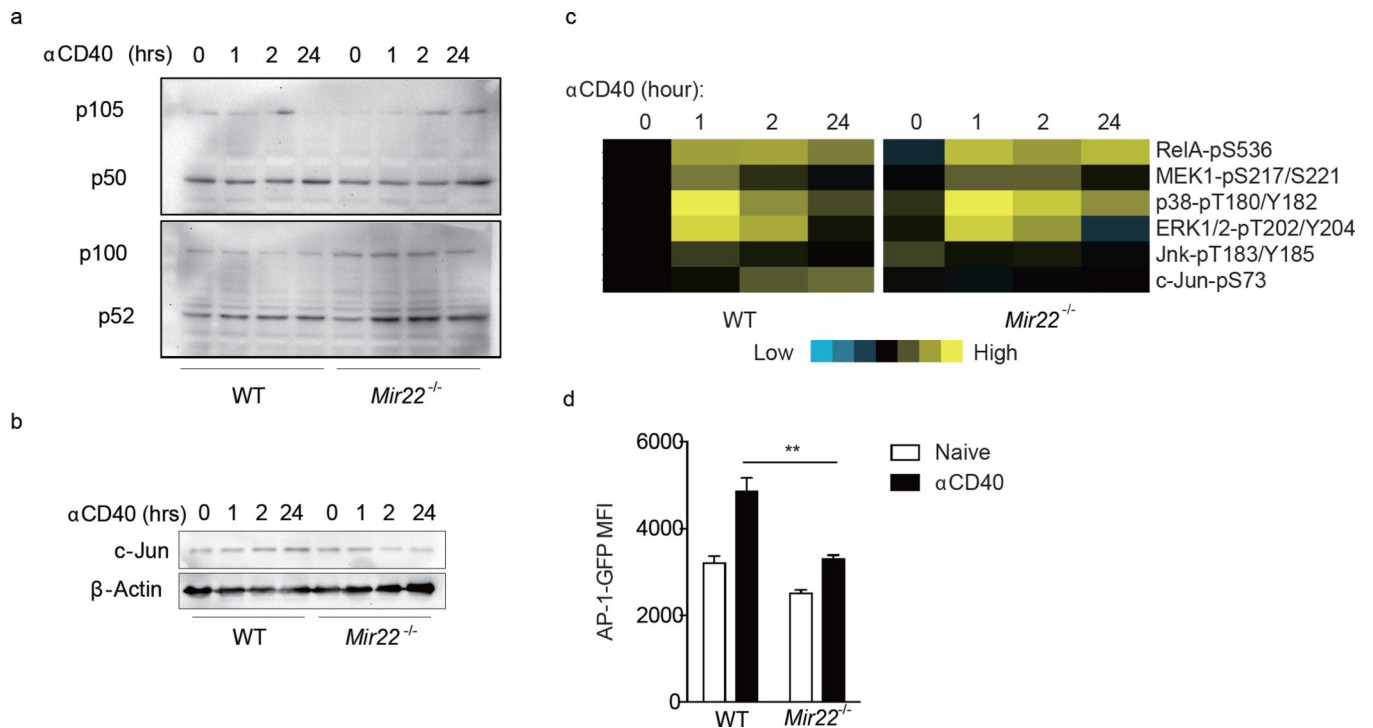 a
αCD40 (hrs) 0 1 2 24 0 1 2 24
p105
p50
p100
p52
WT Mir22-/-
b
αCD40 (hrs) 0 1 2 24 0 1 2 24
c-Jun
β-Actin
WT Mir22-/-
c
αCD40 (hour):
0 1 2 24 0 1 2 24
RelA-pS536
MEK1-pS217/S221
p38-pT180/Y182
ERK1/2-pT202/Y204
Jnk-pT183/Y185
c-Jun-pS73
WT Mir22-/-
Low High
d
6000
4000
2000
0
AP-1-GFP MFI
**
Naive
αCD40
WT Mir22-/-